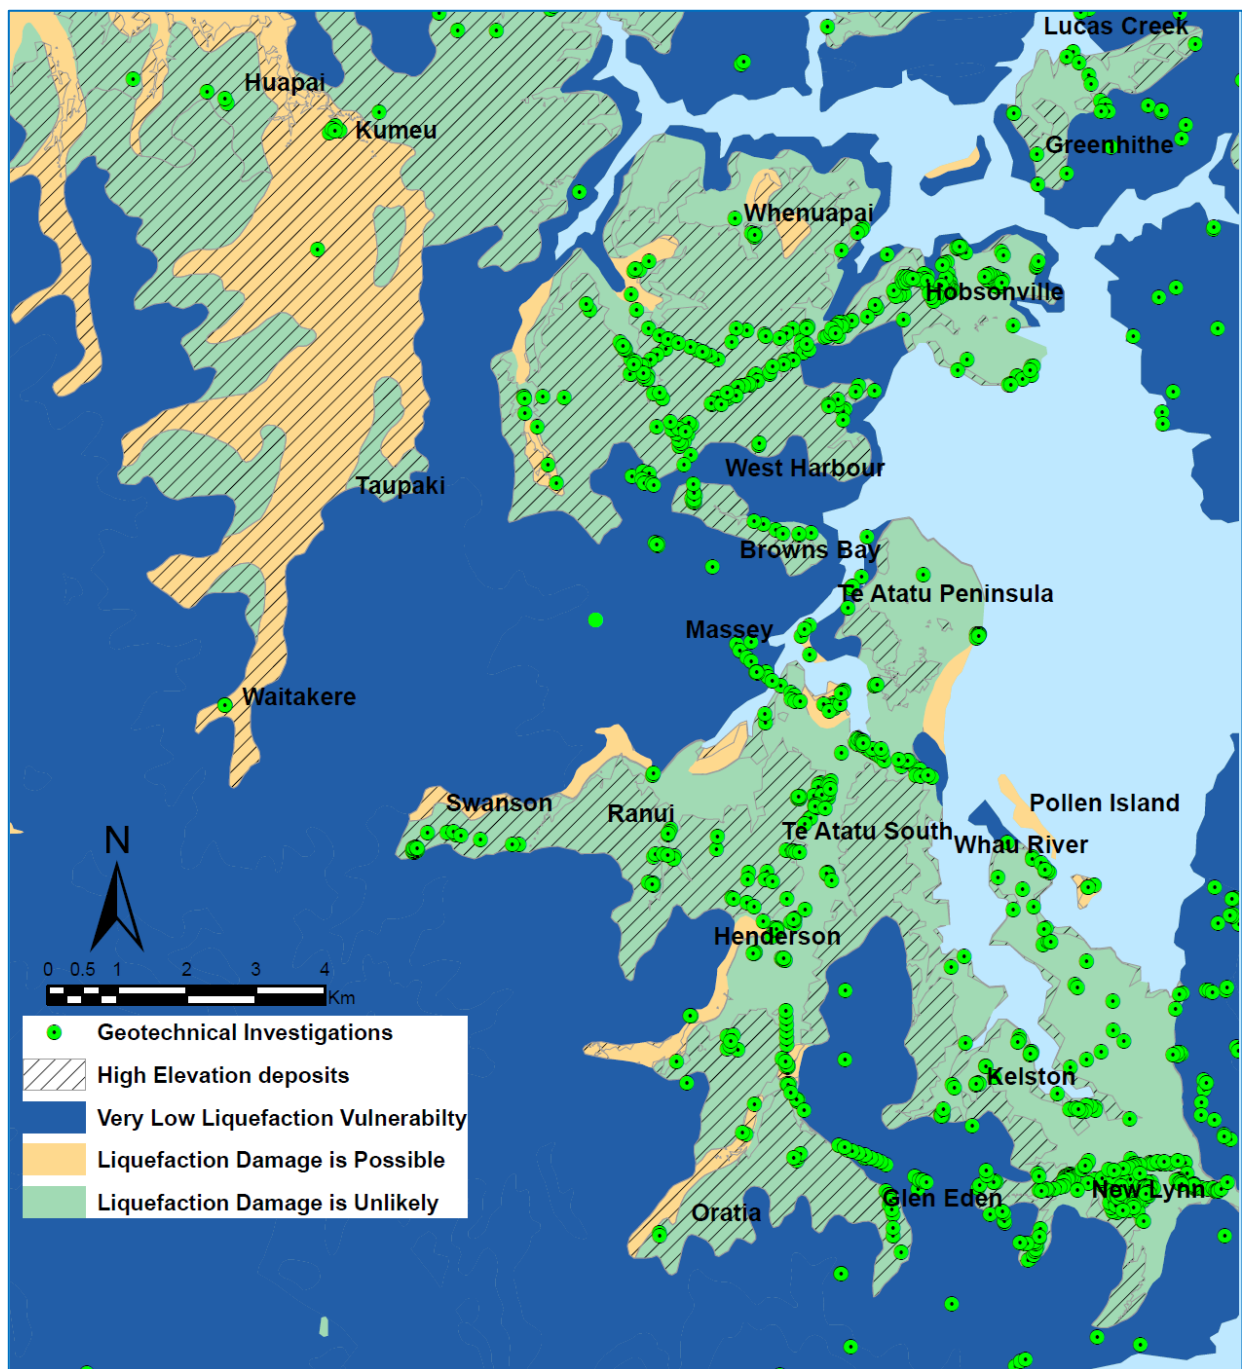 Lucas Creek
Huapai
Kumeu
Greenhithe
Whenuapai
Hobsonville
West Harbour
Taupaki
Browns Bay
Te Atatu Peninsula
Massey
Waitakere
Swanson
Ranui
Pollen Island
Te Atatu South
Whau River
N
Henderson
0 0.5 1 2 3 4
Km
Geotechnical Investigations
High Elevation deposits
Kelston
Very Low Liquefaction Vulnerabilty
Liquefaction Damage is Possible
Liquefaction Damage is Unlikely
New Lynn
Glen Eden
Oratia